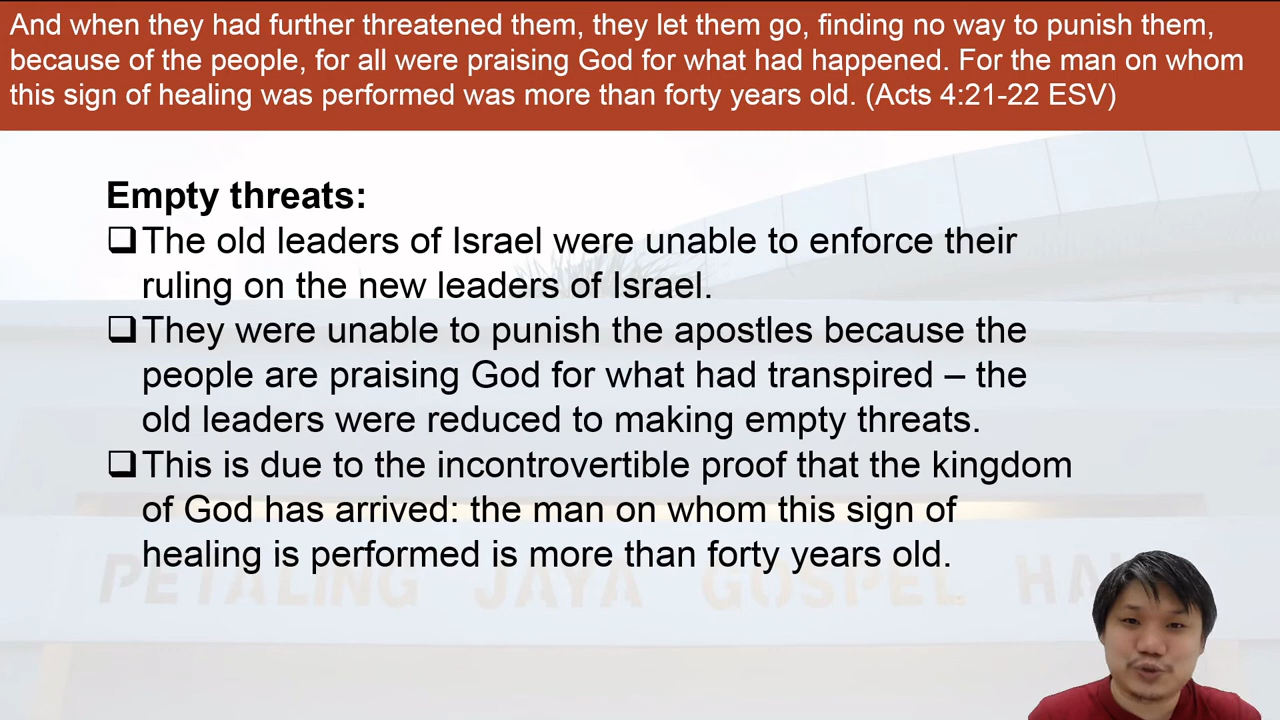 And when they had further threatened them, they let them go, finding no way to punish them,
because of the people, for all were praising God for what had happened. For the man on whom
this sign of healing was performed was more than forty years old. (Acts 4:21-22 ESV)
Empty threats:
❑The old leaders of Israel were unable to enforce their
ruling on the new leaders of Israel.
❑They were unable to punish the apostles because the
people are praising God for what had transpired – the
old leaders were reduced to making empty threats.
❑This is due to the incontrovertible proof that the kingdom
of God has arrived: the man on whom this sign of
healing is performed is more than forty years old.
PETALING JAYA GOSPEL HA